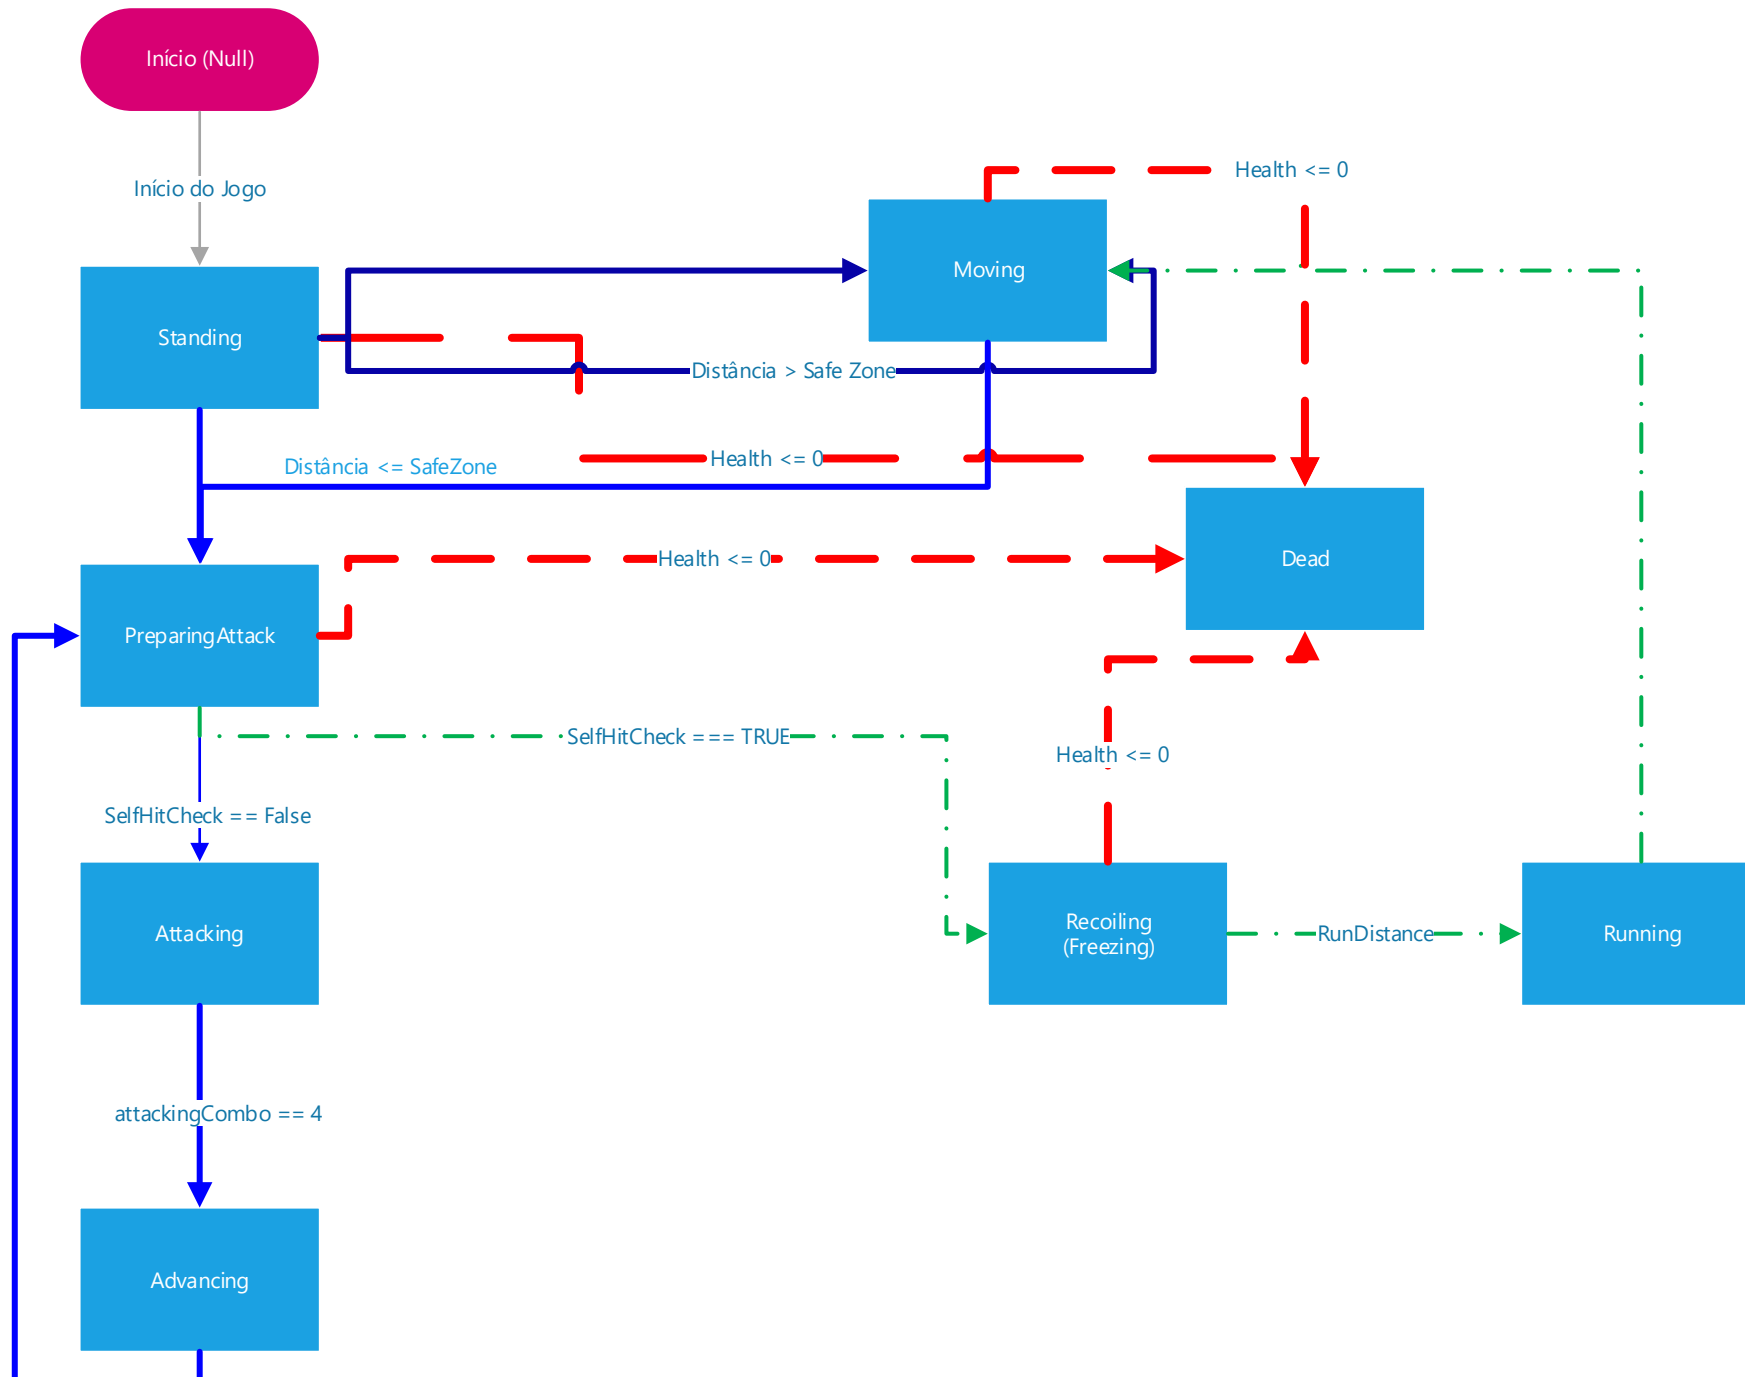 Início (Null)
Início do Jogo
Health <= 0
Moving
Standing
Distância > Safe Zone
Distância <= SafeZone
Health <= 0
Health <= 0
Dead
PreparingAttack
SelfHitCheck === TRUE
Health <= 0
SelfHitCheck == False
Attacking
Recoiling
(Freezing)
RunDistance
Running
attackingCombo == 4
Advancing